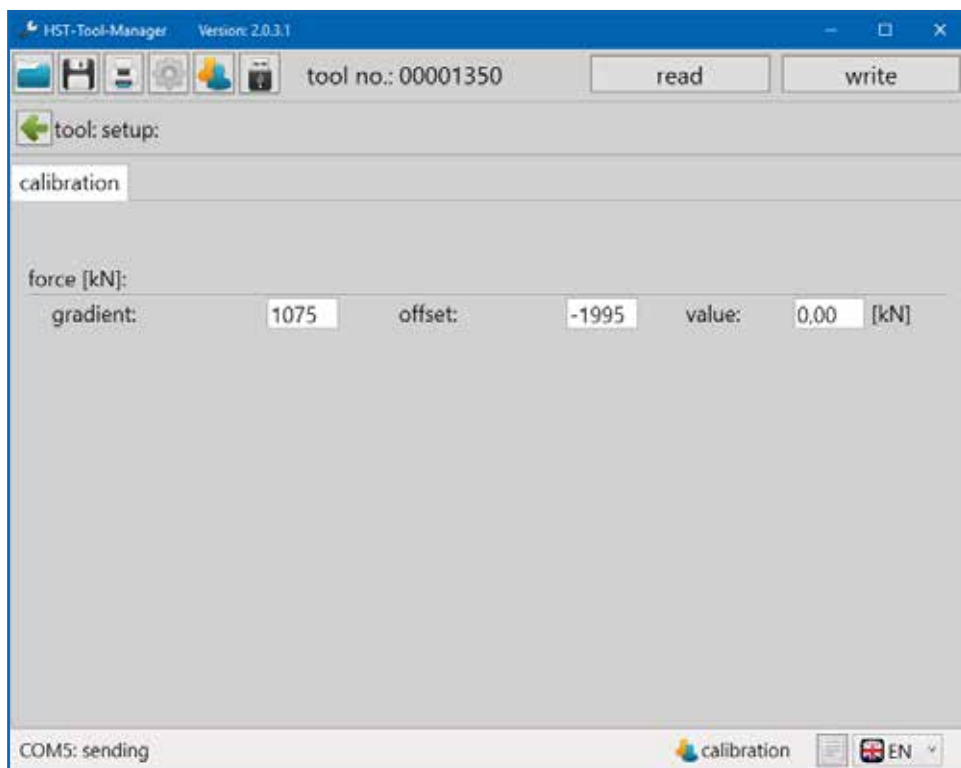 HST-Tool-Manager Version: 2.0.3.1
tool no.: 00001350 read write
tool: setup:
calibration
force [kN]:
gradient: 1075 offset: -1995 value: 0,00 [kN]
COM5: sending calibration EN